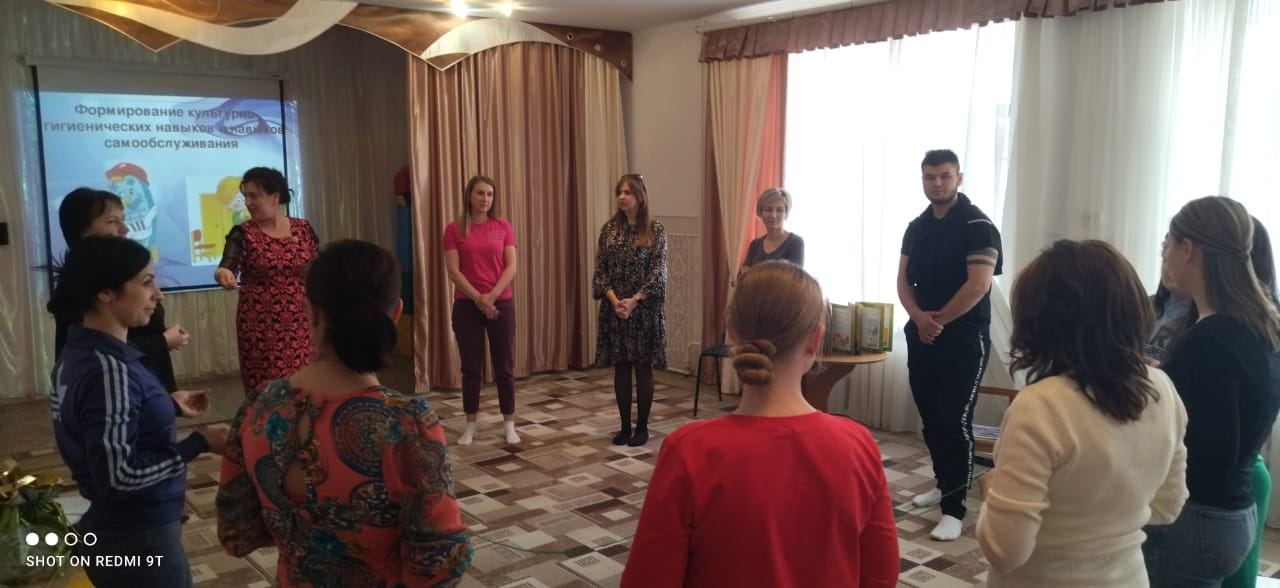 Формирование культурно
гигиенических навыков и навыков
самообслуживания
SHOT ON REDMI 9T